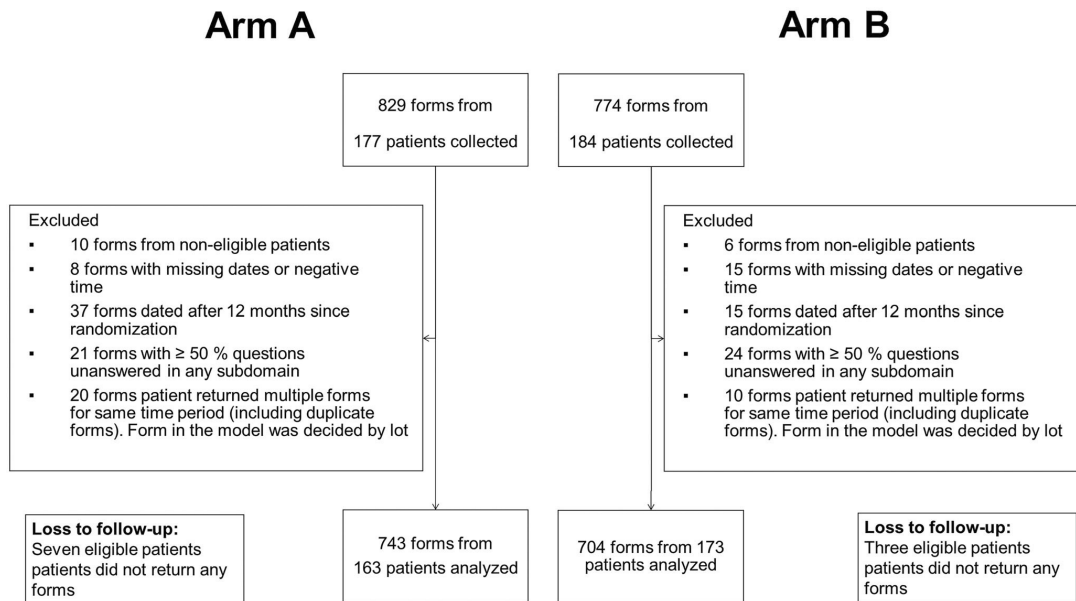 Arm A
Arm B
829 forms from
177 patients collected
774 forms from
184 patients collected
Excluded
▪ 10 forms from non-eligible patients
▪ 8 forms with missing dates or negative
time
▪ 37 forms dated after 12 months since
randomization
▪ 21 forms with ≥ 50 % questions
unanswered in any subdomain
▪ 20 forms patient returned multiple forms
for same time period (including duplicate
forms). Form in the model was decided by lot
Excluded
▪ 6 forms from non-eligible patients
▪ 15 forms with missing dates or negative
time
▪ 15 forms dated after 12 months since
randomization
▪ 24 forms with ≥ 50 % questions
unanswered in any subdomain
▪ 10 forms patient returned multiple forms
for same time period (including duplicate
forms). Form in the model was decided by lot
Loss to follow-up:
Seven eligible patients
patients did not return any
forms
743 forms from
163 patients analyzed
704 forms from 173
patients analyzed
Loss to follow-up:
Three eligible patients
patients did not return any
forms